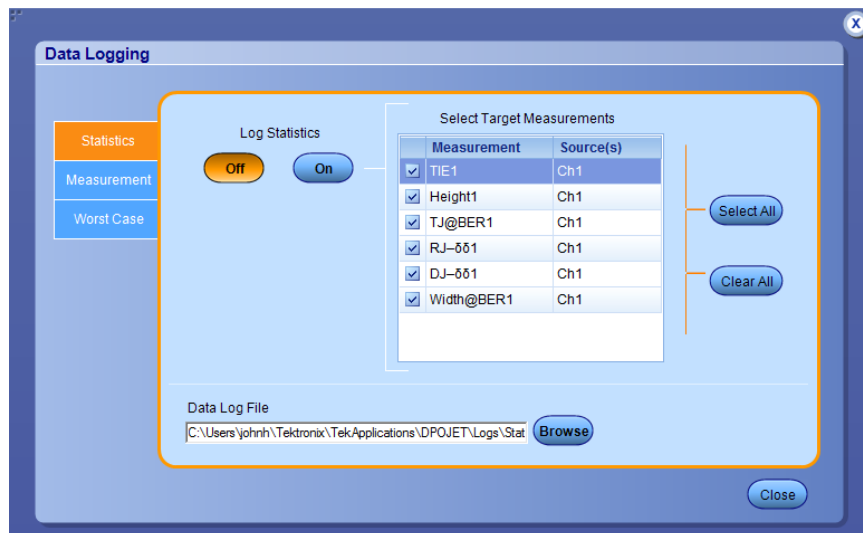 X
Data Logging
Statistics
Measurement
Worst Case
Log Statistics
Off
On
Select Target Measurements
Measurement Source(s)
TIE1 Ch1
Height1 Ch1
TJ@BER1 Ch1
RJ–δδ1 Ch1
DJ–δδ1 Ch1
Width@BER1 Ch1
Select All
Clear All
Data Log File
C:\Users\johnh\Tektronix\TekApplications\DPOJET\Logs\Stat
Browse
Close